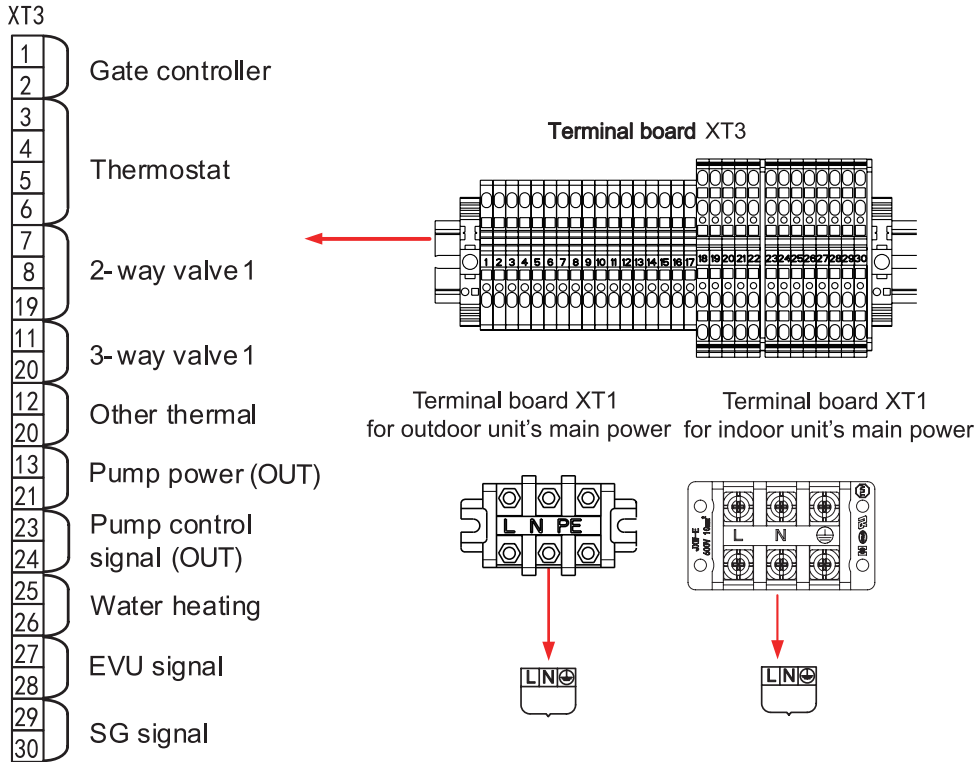 XT3
1
2
Gate controller
3
4
5
6
Thermostat
7
8
19
2-way valve 1
11
20
3-way valve 1
12
20
Other thermal
13
21
Pump power (OUT)
23
24
Pump control
signal (OUT)
25
26
Water heating
27
28
EVU signal
29
30
SG signal
Terminal board XT3
1 2 3 4 5 6 7 8 9 10 11 12 13 14 15 16 17 18 19 20 21 22 23 24 25 26 27 28 29 30
Terminal board XT1
for outdoor unit's main power
L N PE
L N
Terminal board XT1
for indoor unit's main power
JXB-E
600V 10mm²
L N
L N